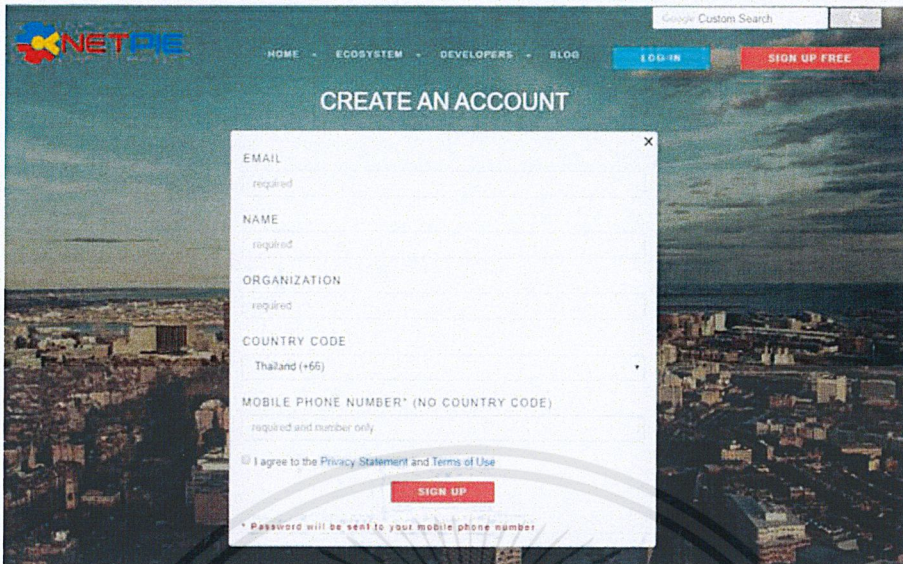 Google Custom Search
NETPIE
HOME ECOSYSTEM DEVELOPERS BLOG LOG-IN SIGN UP FREE
CREATE AN ACCOUNT
×
EMAIL
required
NAME
required
ORGANIZATION
required
COUNTRY CODE
Thailand (+66)
MOBILE PHONE NUMBER* (NO COUNTRY CODE)
required and number only
I agree to the Privacy Statement and Terms of Use
SIGN UP
* Password will be sent to your mobile phone number